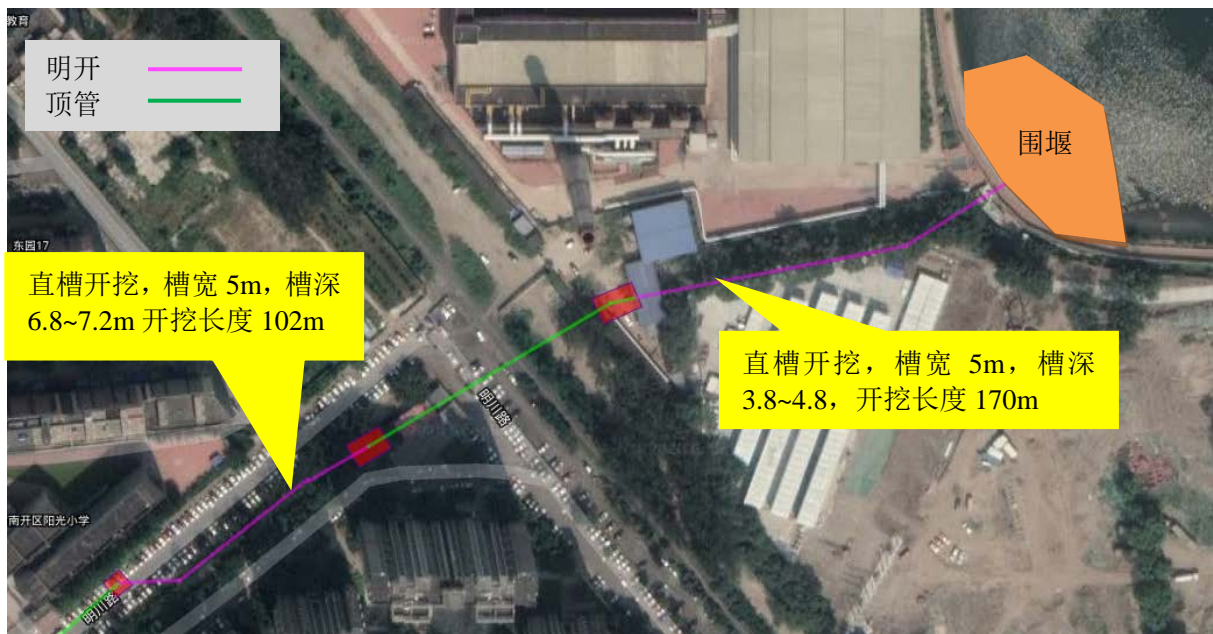 教育
明开
顶管
围堰
东园17
直槽开挖，槽宽 5m，槽深
6.8~7.2m 开挖长度 102m
直槽开挖，槽宽 5m，槽深
3.8~4.8，开挖长度 170m
明川路
南开区阳光小学
明川路